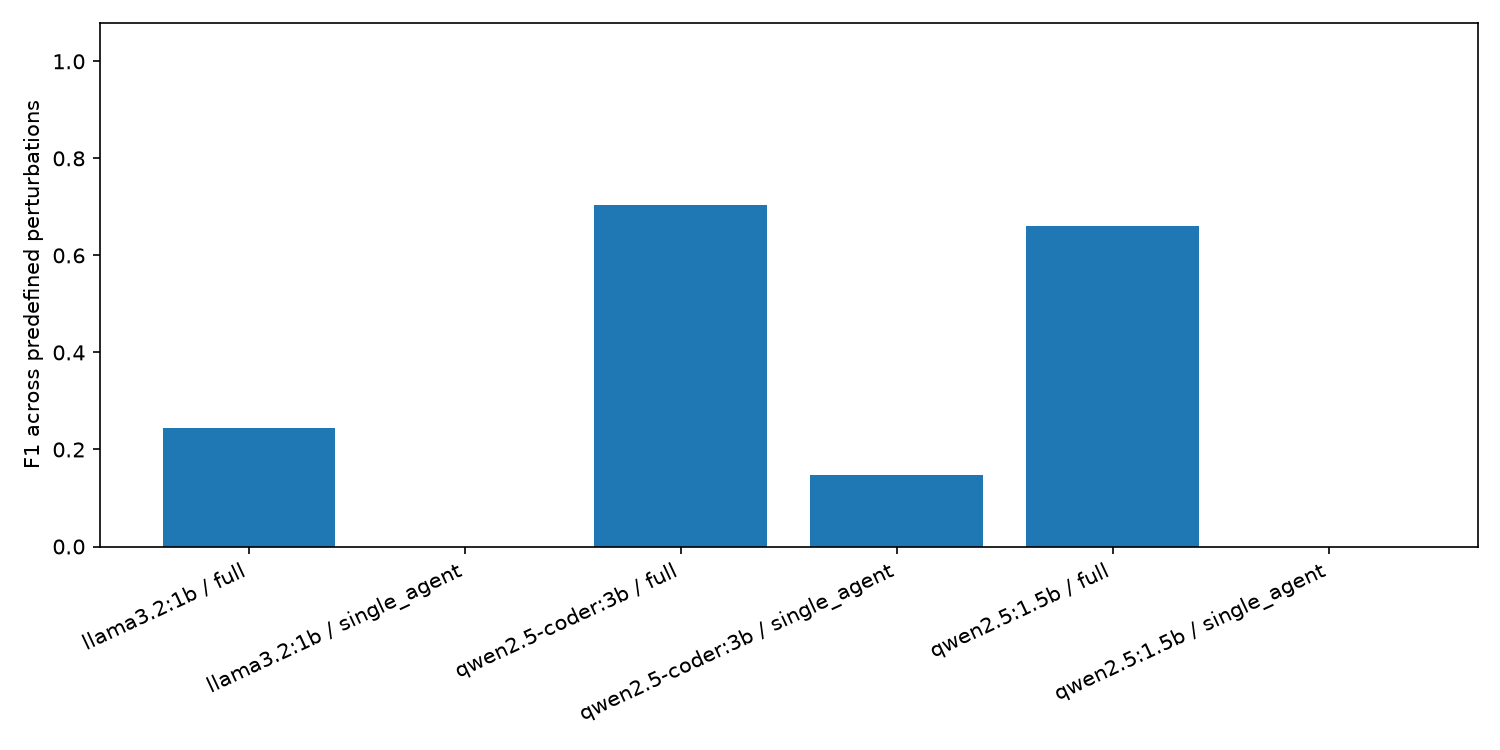 F1 across predefined perturbations
1.0
0.8
0.6
0.4
0.2
0.0
llama3.2:1b / full
llama3.2:1b / single_agent
qwen2.5-coder:3b / full
qwen2.5-coder:3b / single_agent
qwen2.5:1.5b / full
qwen2.5:1.5b / single_agent